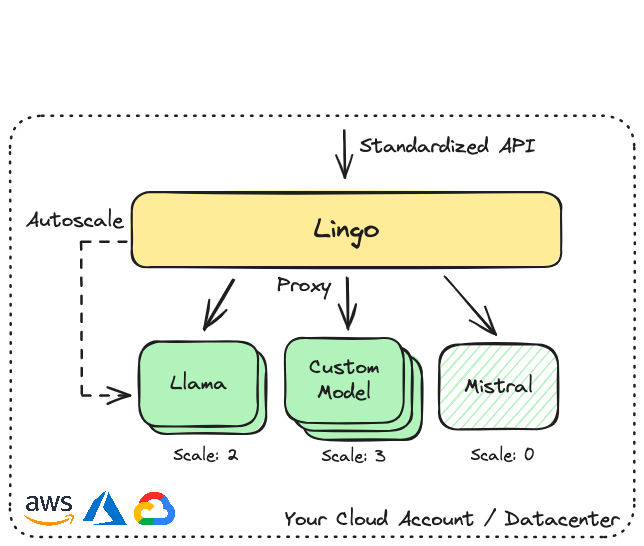 Standardized API
Autoscale
Lingo
Proxy
Llama
Custom
Model
Mistral
Scale: 2
Scale: 3
Scale: 0
aws
Your Cloud Account / Datacenter